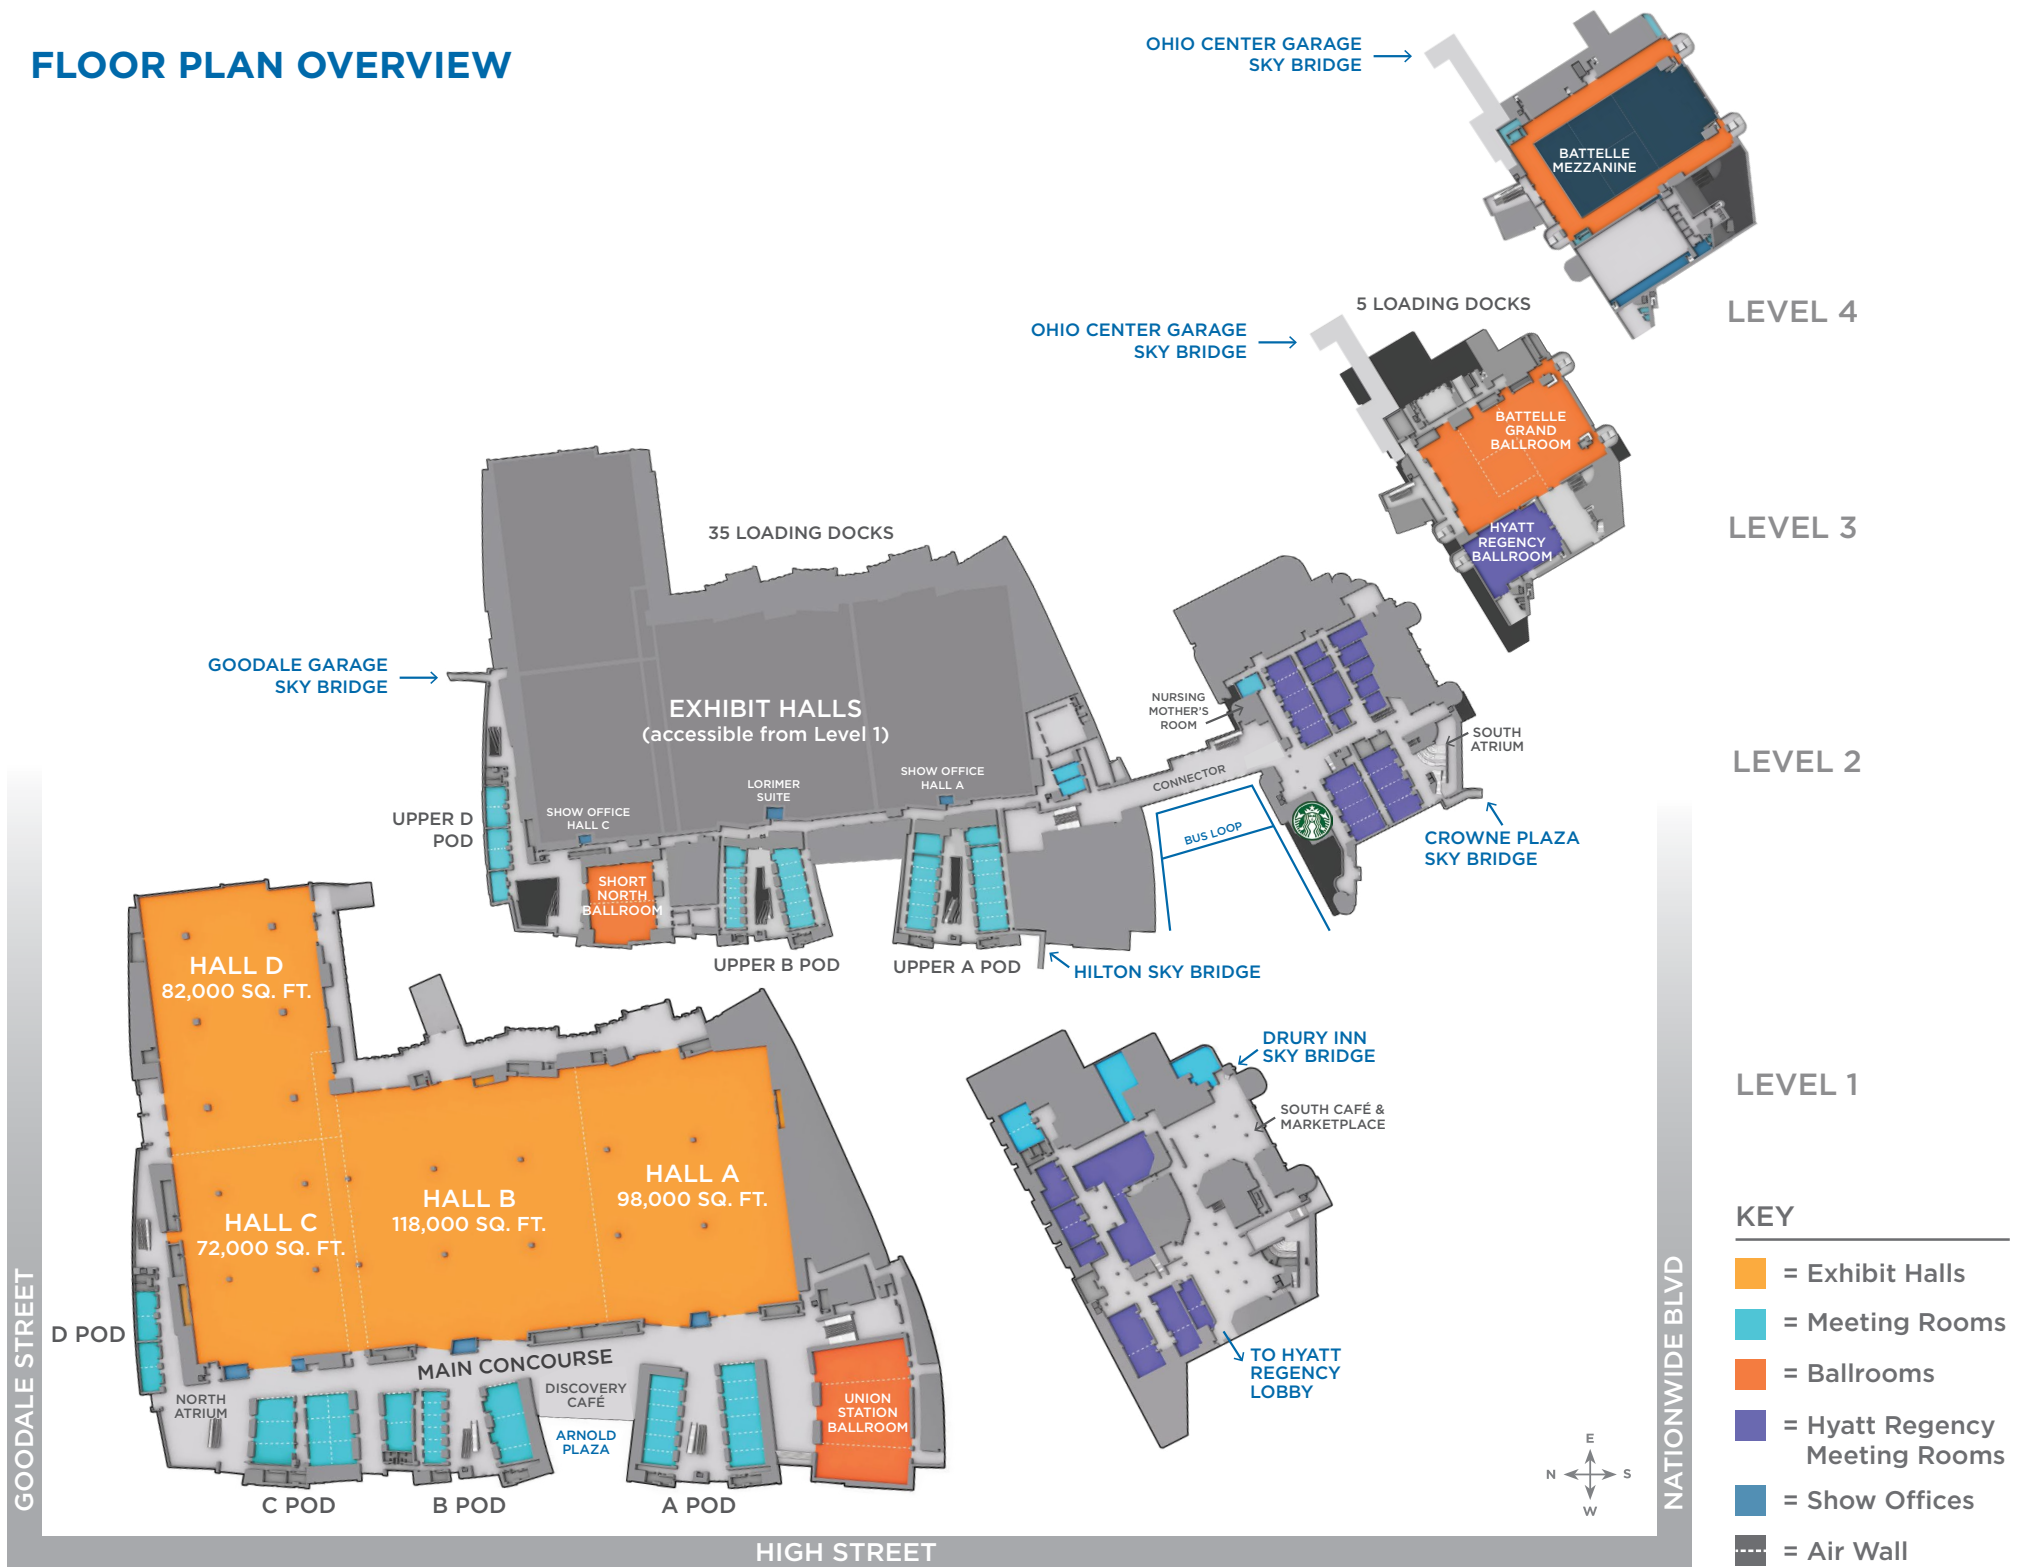 FLOOR PLAN OVERVIEW
OHIO CENTER GARAGE
SKY BRIDGE
BATTELLE
MEZZANINE
LEVEL 4
5 LOADING DOCKS
OHIO CENTER GARAGE
SKY BRIDGE
BATTELLE
GRAND
BALLROOM
HYATT
REGENCY
BALLROOM
LEVEL 3
35 LOADING DOCKS
GOODALE GARAGE
SKY BRIDGE
EXHIBIT HALLS
(accessible from Level 1)
NURSING
MOTHER'S
ROOM
SOUTH
ATRIUM
LEVEL 2
CONNECTOR
SHOW OFFICE
HALL A
LORIMER
SUITE
SHOW OFFICE
HALL C
UPPER D
POD
BUS LOOP
CROWNE PLAZA
SKY BRIDGE
SHORT
NORTH
BALLROOM
UPPER B POD
UPPER A POD
HILTON SKY BRIDGE
HALL D
82,000 SQ. FT.
DRURY INN
SKY BRIDGE
LEVEL 1
SOUTH CAFÉ &
MARKETPLACE
HALL A
98,000 SQ. FT.
HALL B
118,000 SQ. FT.
HALL C
72,000 SQ. FT.
D POD
MAIN CONCOURSE
NORTH
ATRIUM
DISCOVERY
CAFÉ
ARNOLD
PLAZA
UNION
STATION
BALLROOM
TO HYATT
REGENCY
LOBBY
C POD
B POD
A POD
GOODALE STREET
HIGH STREET
NATIONWIDE BLVD
E
N
S
W
KEY
= Exhibit Halls
= Meeting Rooms
= Ballrooms
= Hyatt Regency
Meeting Rooms
= Show Offices
= Air Wall